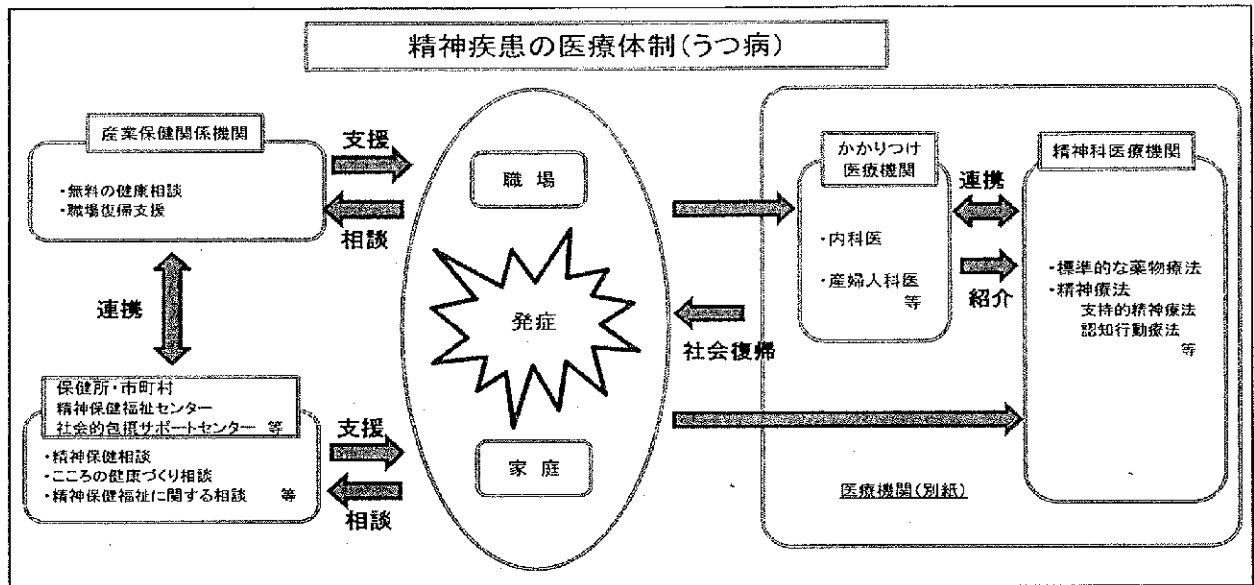 精神疾患の医療体制(うつ病)
産業保健関係機関
・無料の健康相談
・職場復帰支援
支援
相談
連携
保健所・市町村
精神保健福祉センター
社会的包摂サポートセンター 等
・精神保健相談
・こころの健康づくり相談
・精神保健福祉に関する相談 等
支援
相談
職場
発症
家庭
社会復帰
かかりつけ
医療機関
・内科医
・産婦人科医
等
連携
紹介
精神科医療機関
・標準的な薬物療法
・精神療法
支持的精神療法
認知行動療法
等
医療機関(別紙)